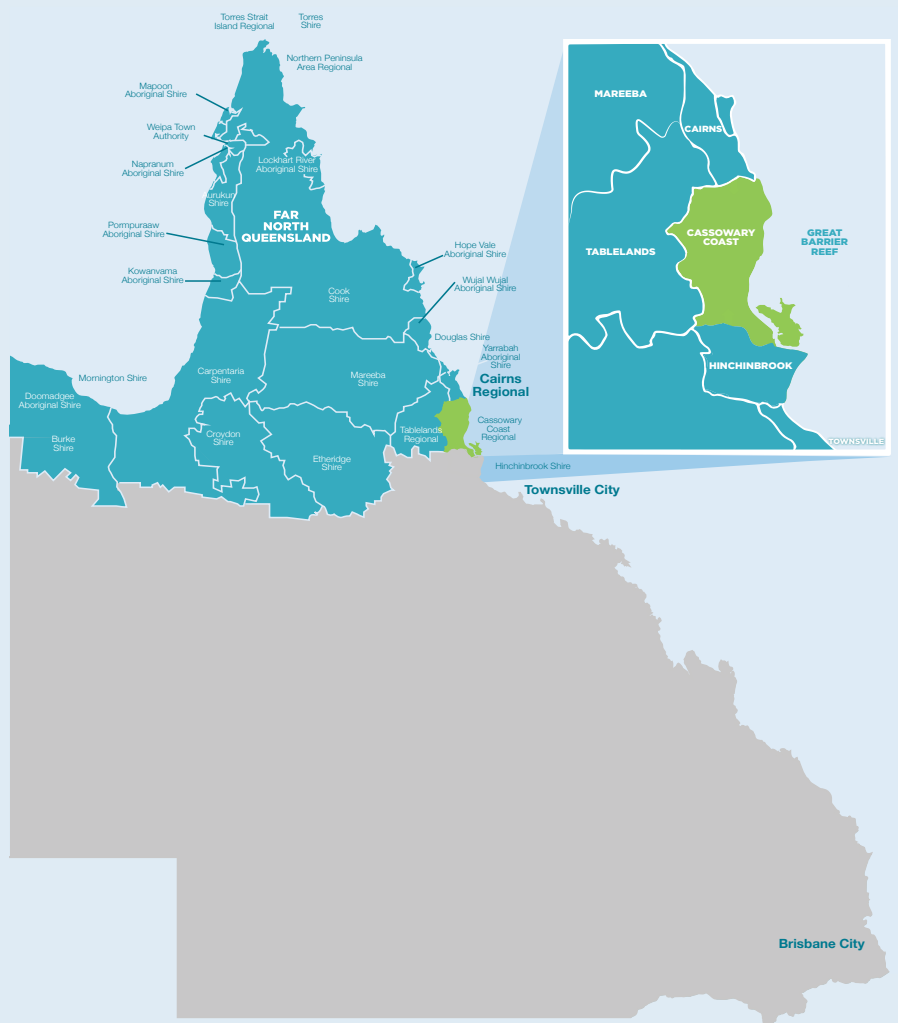 Torres Strait
Island Regional
Torres
Shire
Northern Peninsula
Area Regional
Mapoon
Aboriginal Shire
Weipa Town
Authority
Napranum
Aboriginal Shire
Lockhart River
Aboriginal Shire
urukun
Shire
FAR
NORTH
QUEENSLAND
Pormpuraaw
Aboriginal Shire
Kowanyama
Aboriginal Shire
Hope Vale
Aboriginal Shire
Wujal Wujal
Aboriginal Shire
Cook
Shire
Douglas Shire
Yarrabah
Aboriginal
Shire
Cairns
Regional
Mornington Shire
Carpentaria
Shire
Mareeba
Shire
Doomadgee
Aboriginal Shire
Burke
Shire
Croydon
Shire
Tablelands
Regional
Cassowary
Coast
Regional
Etheridge
Shire
Hinchinbrook Shire
Townsville City
Brisbane City
MAREEBA
CAIRNS
CASSOWARY
COAST
TABLELANDS
GREAT
BARRIER
REEF
HINCHINBROOK
TOWNSVILLE